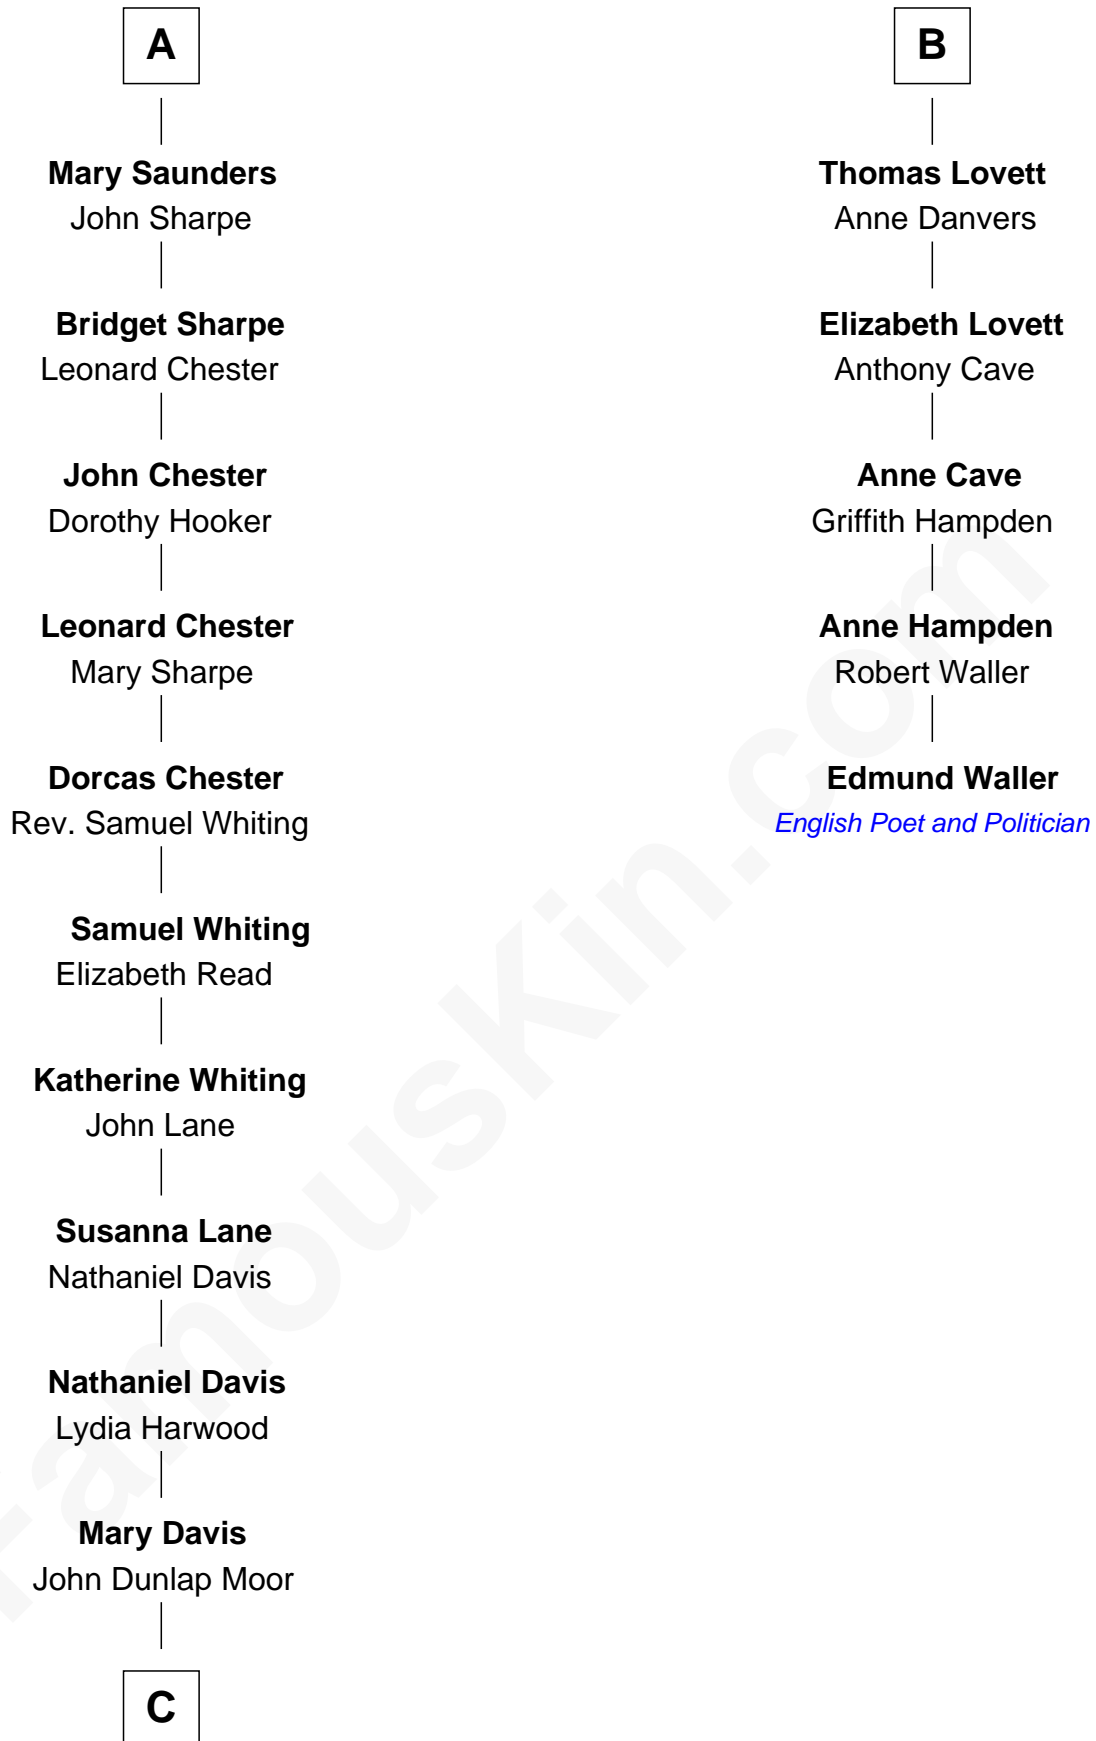 A
Mary Saunders
John Sharpe
Bridget Sharpe
Leonard Chester
John Chester
Dorothy Hooker
Leonard Chester
Mary Sharpe
Dorcas Chester
Rev. Samuel Whiting
Samuel Whiting
Elizabeth Read
Katherine Whiting
John Lane
Susanna Lane
Nathaniel Davis
Nathaniel Davis
Lydia Harwood
Mary Davis
John Dunlap Moor
C
B
Thomas Lovett
Anne Danvers
Elizabeth Lovett
Anthony Cave
Anne Cave
Griffith Hampden
Anne Hampden
Robert Waller
Edmund Waller
English Poet and Politician
FamousKin.com